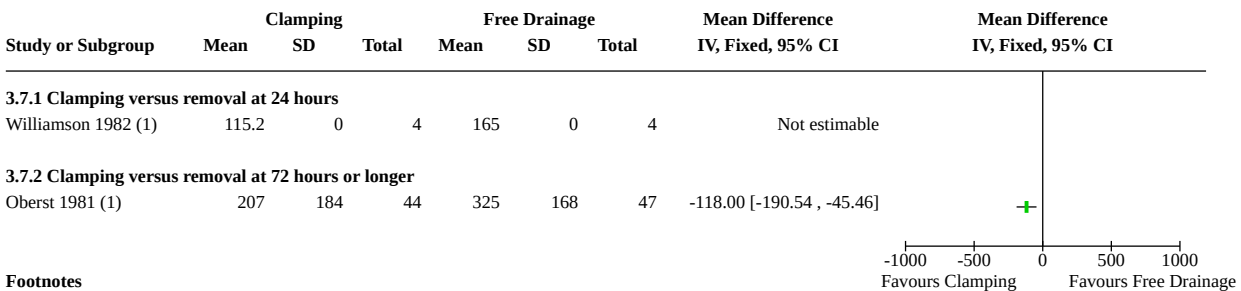 Clamping Free Drainage Mean Difference Mean Difference
Study or Subgroup Mean SD Total Mean SD Total IV, Fixed, 95% CI IV, Fixed, 95% CI
3.7.1 Clamping versus removal at 24 hours
Williamson 1982 (1) 115.2 0 4 165 0 4 Not estimable
3.7.2 Clamping versus removal at 72 hours or longer
Oberst 1981 (1) 207 184 44 325 168 47 -118.00 [-190.54 , -45.46]
-1000 -500 0 500 1000
Footnotes Favours Clamping Favours Free Drainage